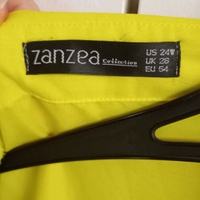 zanzea Collection
US 24W
UK 28
EU 54